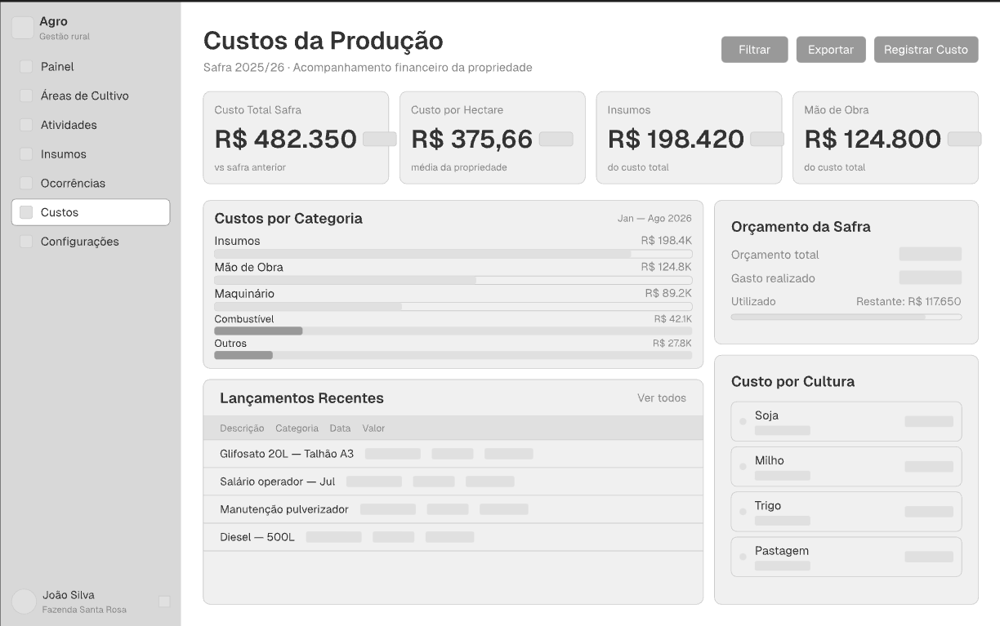 Agro
Gestão rural
Painel
Áreas de Cultivo
Atividades
Insumos
Ocorrências
Custos
Configurações
João Silva
Fazenda Santa Rosa
Custos da Produção
Safra 2025/26 · Acompanhamento financeiro da propriedade
Filtrar
Exportar
Registrar Custo
Custo Total Safra
R$ 482.350
vs safra anterior
Custo por Hectare
R$ 375,66
média da propriedade
Insumos
R$ 198.420
do custo total
Mão de Obra
R$ 124.800
do custo total
Custos por Categoria
Jan — Ago 2026
Insumos R$ 198.4K
Mão de Obra R$ 124.8K
Maquinário R$ 89.2K
Combustível R$ 42.1K
Outros R$ 27.8K
Orçamento da Safra
Orçamento total
Gasto realizado
Utilizado Restante: R$ 117.650
Lançamentos Recentes
Ver todos
Descrição Categoria Data Valor
Glifosato 20L — Talhão A3
Salário operador — Jul
Manutenção pulverizador
Diesel — 500L
Custo por Cultura
Soja
Milho
Trigo
Pastagem